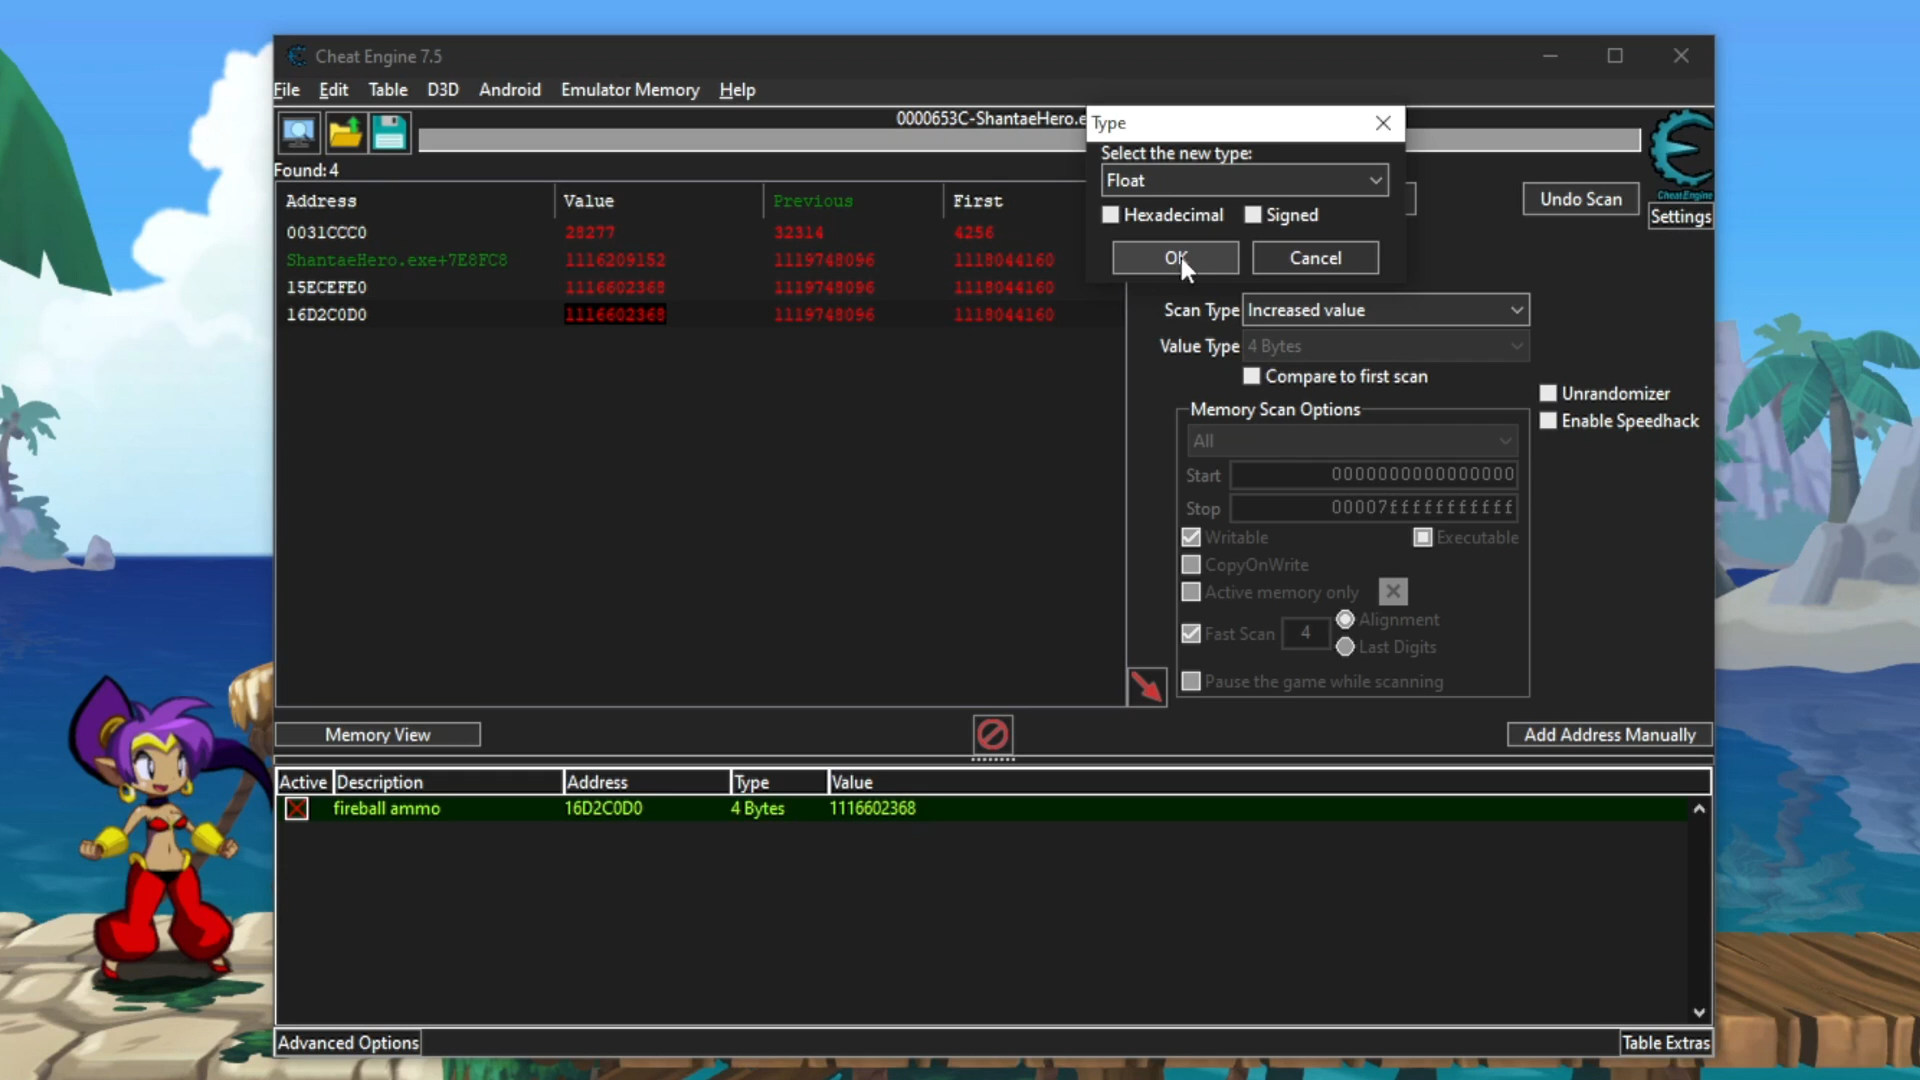 Cheat Engine 7.5
File Edit Table D3D Android Emulator Memory Help
0000653C-ShantaeHero.e
Type
Select the new type:
Float
Hexadecimal Signed
OK Cancel
Found: 4
Address Value Previous First
0031CCC0 28277 32314 4256
ShantaeHero.exe+7E8FC8 1116209152 1119748096 1118044160
15ECEFE0 1116602368 1119748096 1118044160
16D2C0D0 1116602368 1119748096 1118044160
Undo Scan
Cheat Engine
Settings
Scan Type Increased value
Value Type 4 Bytes
Compare to first scan
Unrandomizer
Enable Speedhack
Memory Scan Options
All
Start 0000000000000000
Stop 00007fffffffffff
Writable Executable
CopyOnWrite
Active memory only
Fast Scan 4 Alignment
Last Digits
Pause the game while scanning
Memory View
Add Address Manually
Active Description Address Type Value
fireball ammo 16D2C0D0 4 Bytes 1116602368
Advanced Options
Table Extras